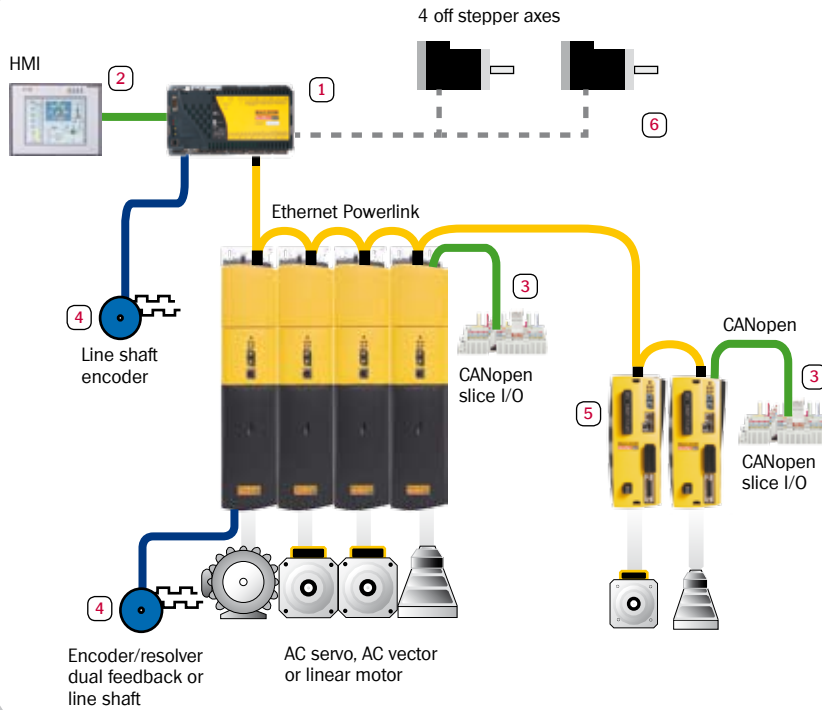 4 off stepper axes
HMI
2
1
6
Ethernet Powerlink
4
Line shaft
encoder
3
CANopen
slice I/O
CANopen
3
5
CANopen
slice I/O
4
Encoder/resolver
dual feedback or
line shaft
AC servo, AC vector
or linear motor